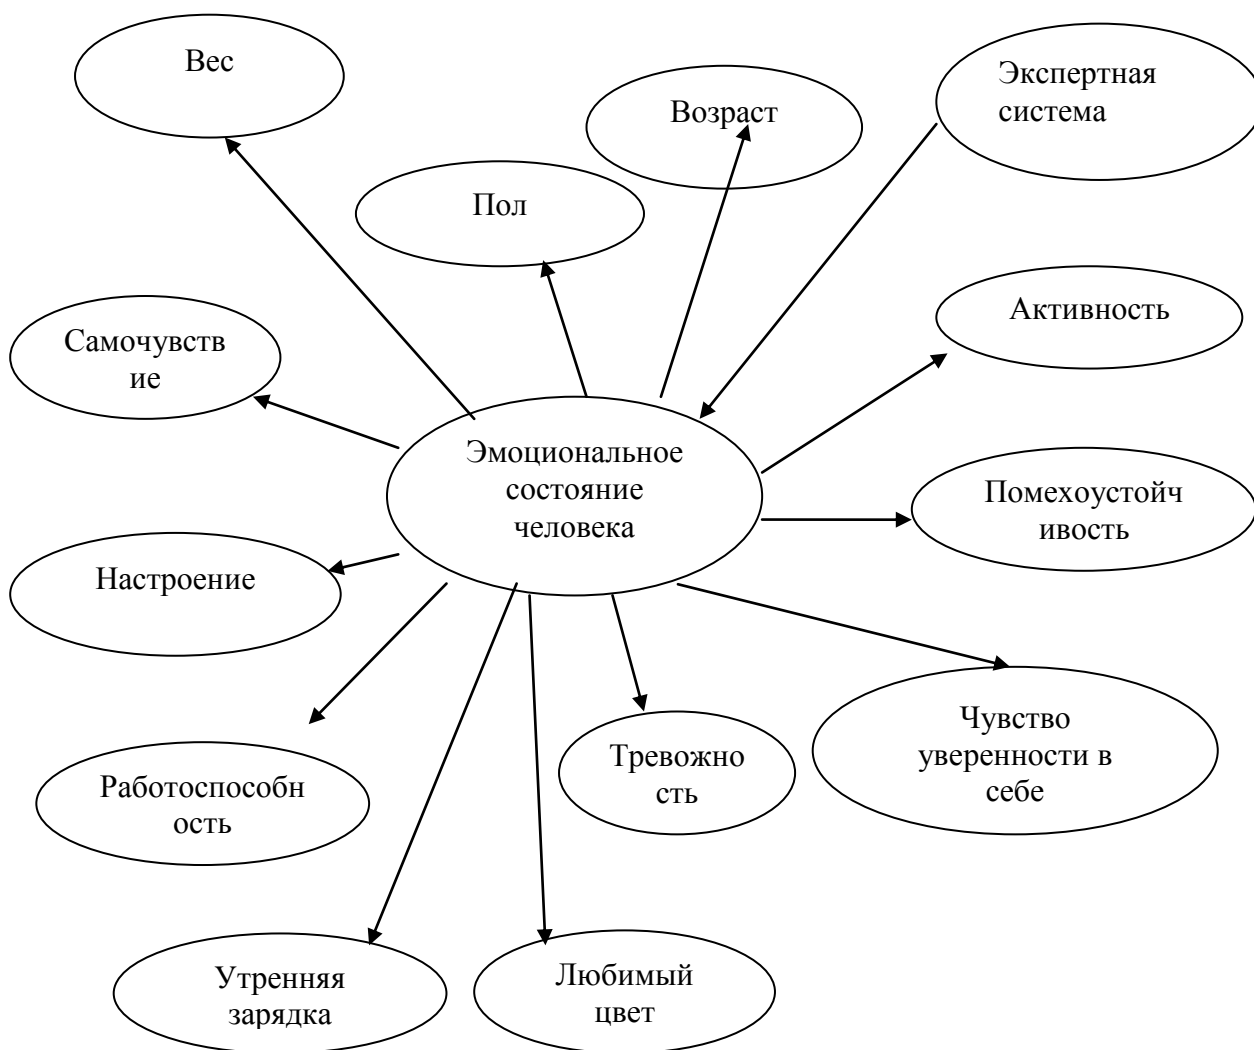 Вес
Возраст
Экспертная
система
Пол
Активность
Самочувств
ие
Эмоциональное
состояние
человека
Помехоустойч
ивость
Настроение
Чувство
уверенности в
себе
Тревожно
сть
Работоспособн
ость
Утренняя
зарядка
Любимый
цвет